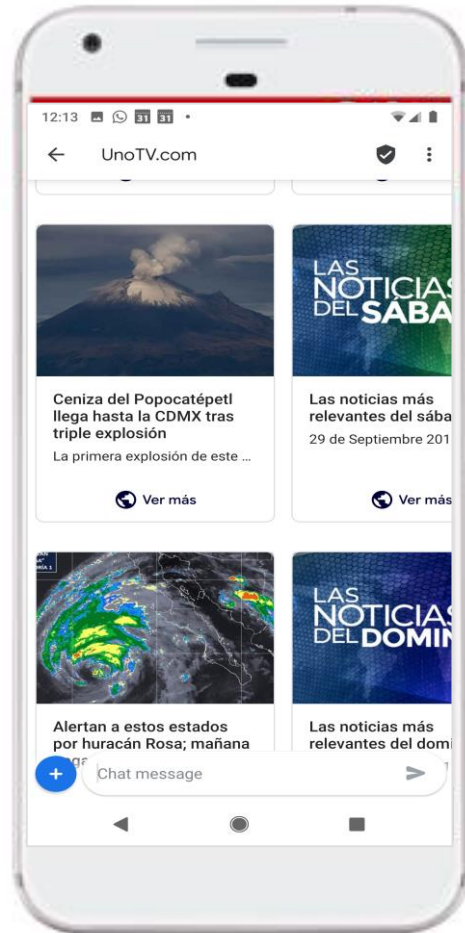 12:13 31 31
UnoTV.com
LAS
NOTICIAS
DEL SÁBA
Ceniza del Popocatépetl
llega hasta la CDMX tras
triple explosión
La primera explosión de este ...
Ver más
Las noticias más
relevantes del sába
29 de Septiembre 201
Ver más
LAS
NOTICIAS
DEL DOMIN
Alertan a estos estados
por huracán Rosa; mañana
Las noticias más
relevantes del domi
Chat message